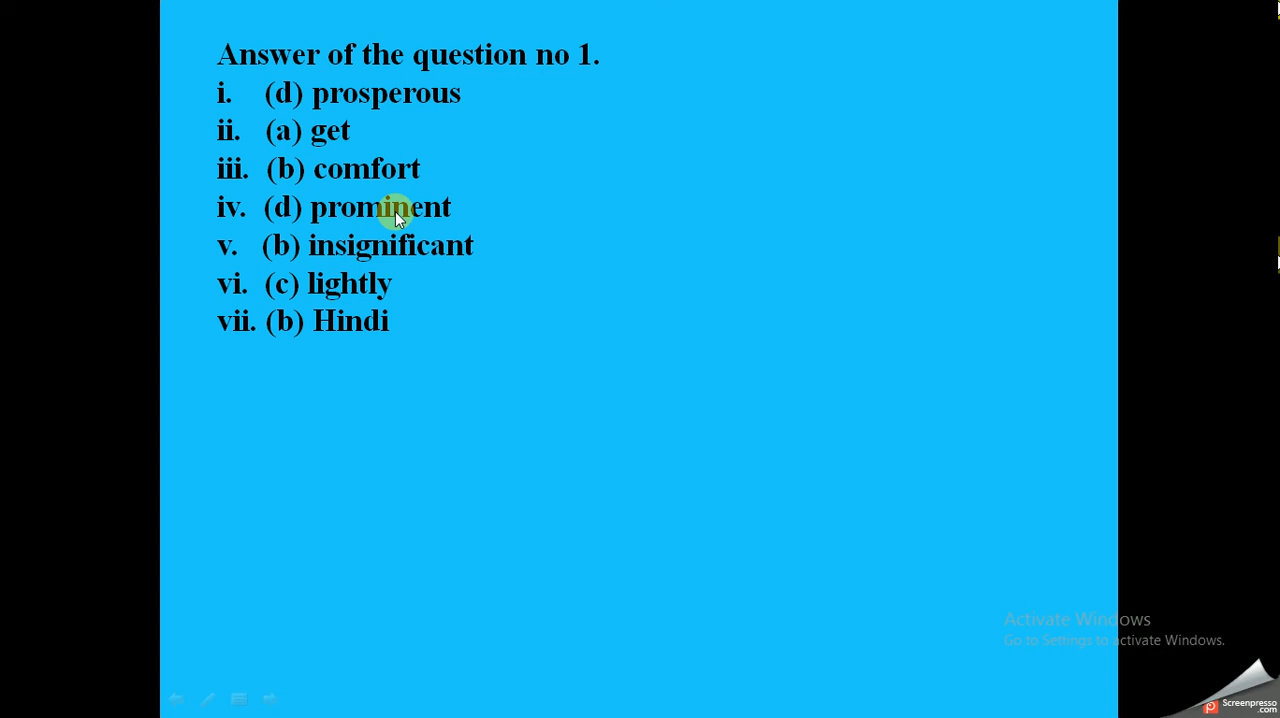 Answer of the question no 1.
i. (d) prosperous
ii. (a) get
iii. (b) comfort
iv. (d) prominent
v. (b) insignificant
vi. (c) lightly
vii. (b) Hindi
Activate Windows
Go to Settings to activate Windows.
Screenpresso
.com